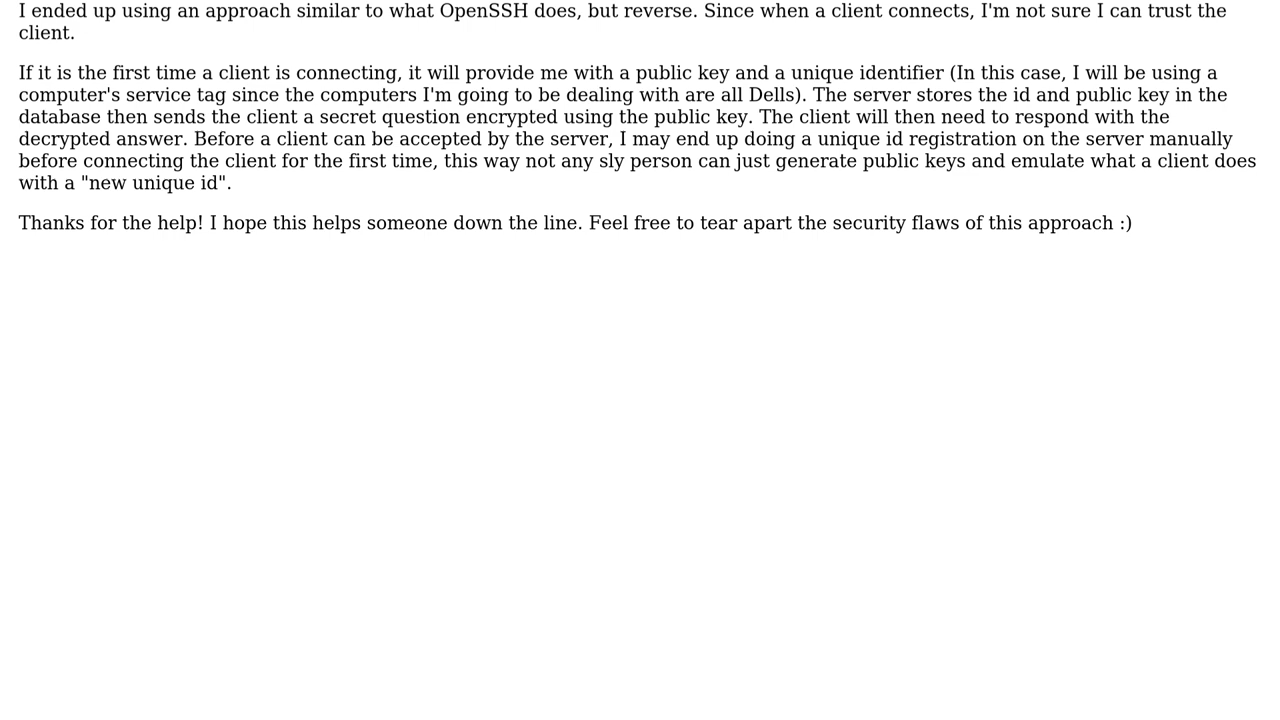 I ended up using an approach similar to what OpenSSH does, but reverse. Since when a client connects, I'm not sure I can trust the
client.
If it is the first time a client is connecting, it will provide me with a public key and a unique identifier (In this case, I will be using a
computer's service tag since the computers I'm going to be dealing with are all Dells). The server stores the id and public key in the
database then sends the client a secret question encrypted using the public key. The client will then need to respond with the
decrypted answer. Before a client can be accepted by the server, I may end up doing a unique id registration on the server manually
before connecting the client for the first time, this way not any sly person can just generate public keys and emulate what a client does
with a "new unique id".
Thanks for the help! I hope this helps someone down the line. Feel free to tear apart the security flaws of this approach :)